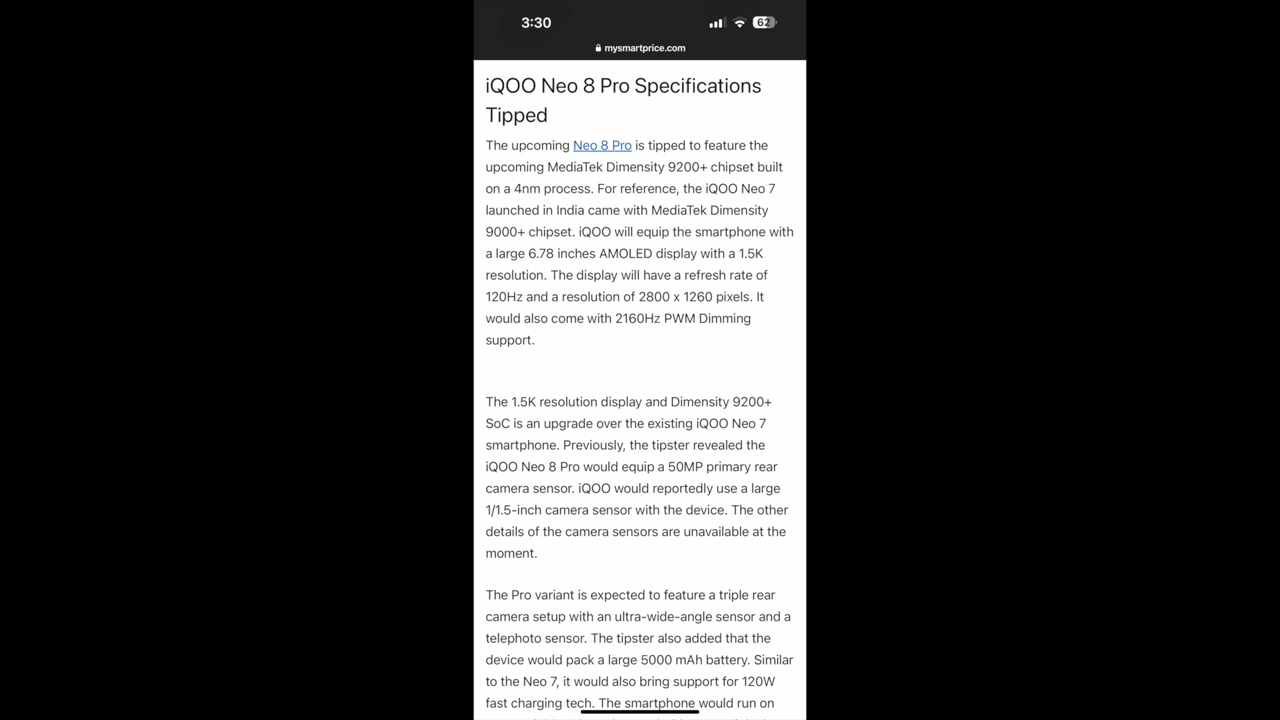 3:30
62
mysmartprice.com
iQOO Neo 8 Pro Specifications
Tipped
The upcoming Neo 8 Pro is tipped to feature the
upcoming MediaTek Dimensity 9200+ chipset built
on a 4nm process. For reference, the iQOO Neo 7
launched in India came with MediaTek Dimensity
9000+ chipset. iQOO will equip the smartphone with
a large 6.78 inches AMOLED display with a 1.5K
resolution. The display will have a refresh rate of
120Hz and a resolution of 2800 x 1260 pixels. It
would also come with 2160Hz PWM Dimming
support.
The 1.5K resolution display and Dimensity 9200+
SoC is an upgrade over the existing iQOO Neo 7
smartphone. Previously, the tipster revealed the
iQOO Neo 8 Pro would equip a 50MP primary rear
camera sensor. iQOO would reportedly use a large
1/1.5-inch camera sensor with the device. The other
details of the camera sensors are unavailable at the
moment.
The Pro variant is expected to feature a triple rear
camera setup with an ultra-wide-angle sensor and a
telephoto sensor. The tipster also added that the
device would pack a large 5000 mAh battery. Similar
to the Neo 7, it would also bring support for 120W
fast charging tech. The smartphone would run on